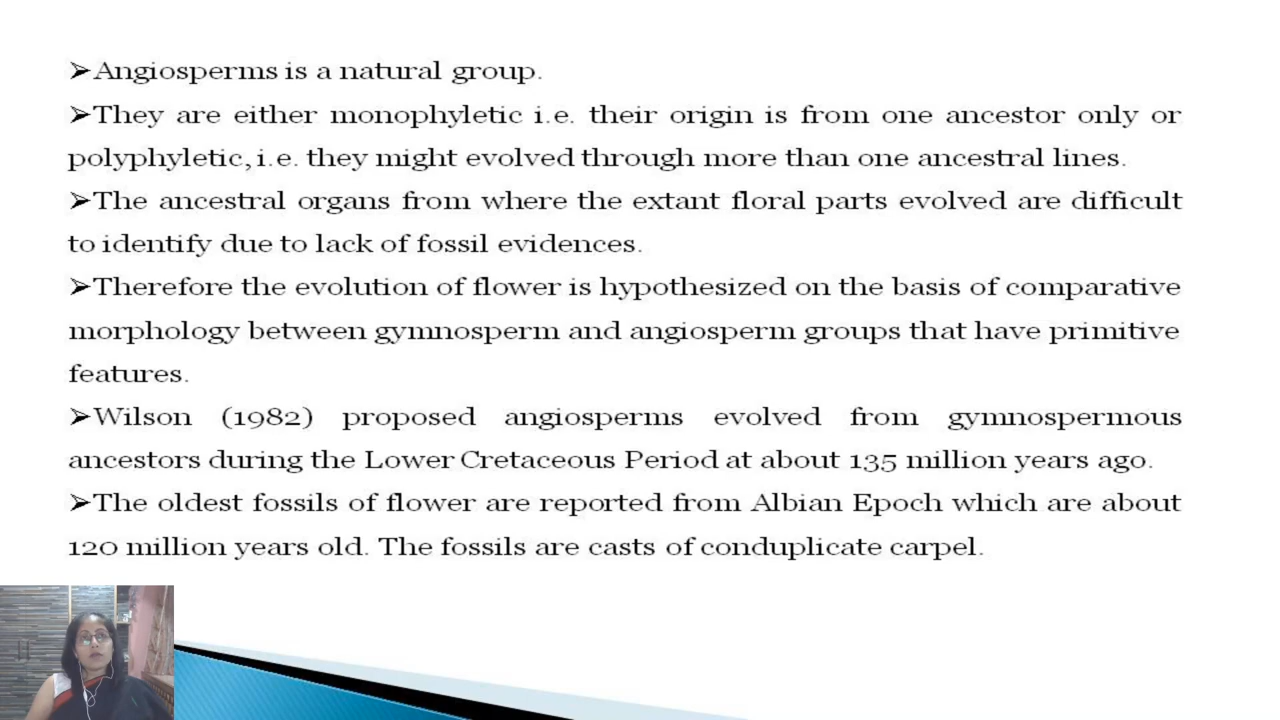 ➢Angiosperms is a natural group.
➢They are either monophyletic i.e. their origin is from one ancestor only or
polyphyletic, i.e. they might evolved through more than one ancestral lines.
➢The ancestral organs from where the extant floral parts evolved are difficult
to identify due to lack of fossil evidences.
➢Therefore the evolution of flower is hypothesized on the basis of comparative
morphology between gymnosperm and angiosperm groups that have primitive
features.
➢Wilson (1982) proposed angiosperms evolved from gymnospermous
ancestors during the Lower Cretaceous Period at about 135 million years ago.
➢The oldest fossils of flower are reported from Albian Epoch which are about
120 million years old. The fossils are casts of conduplicate carpel.